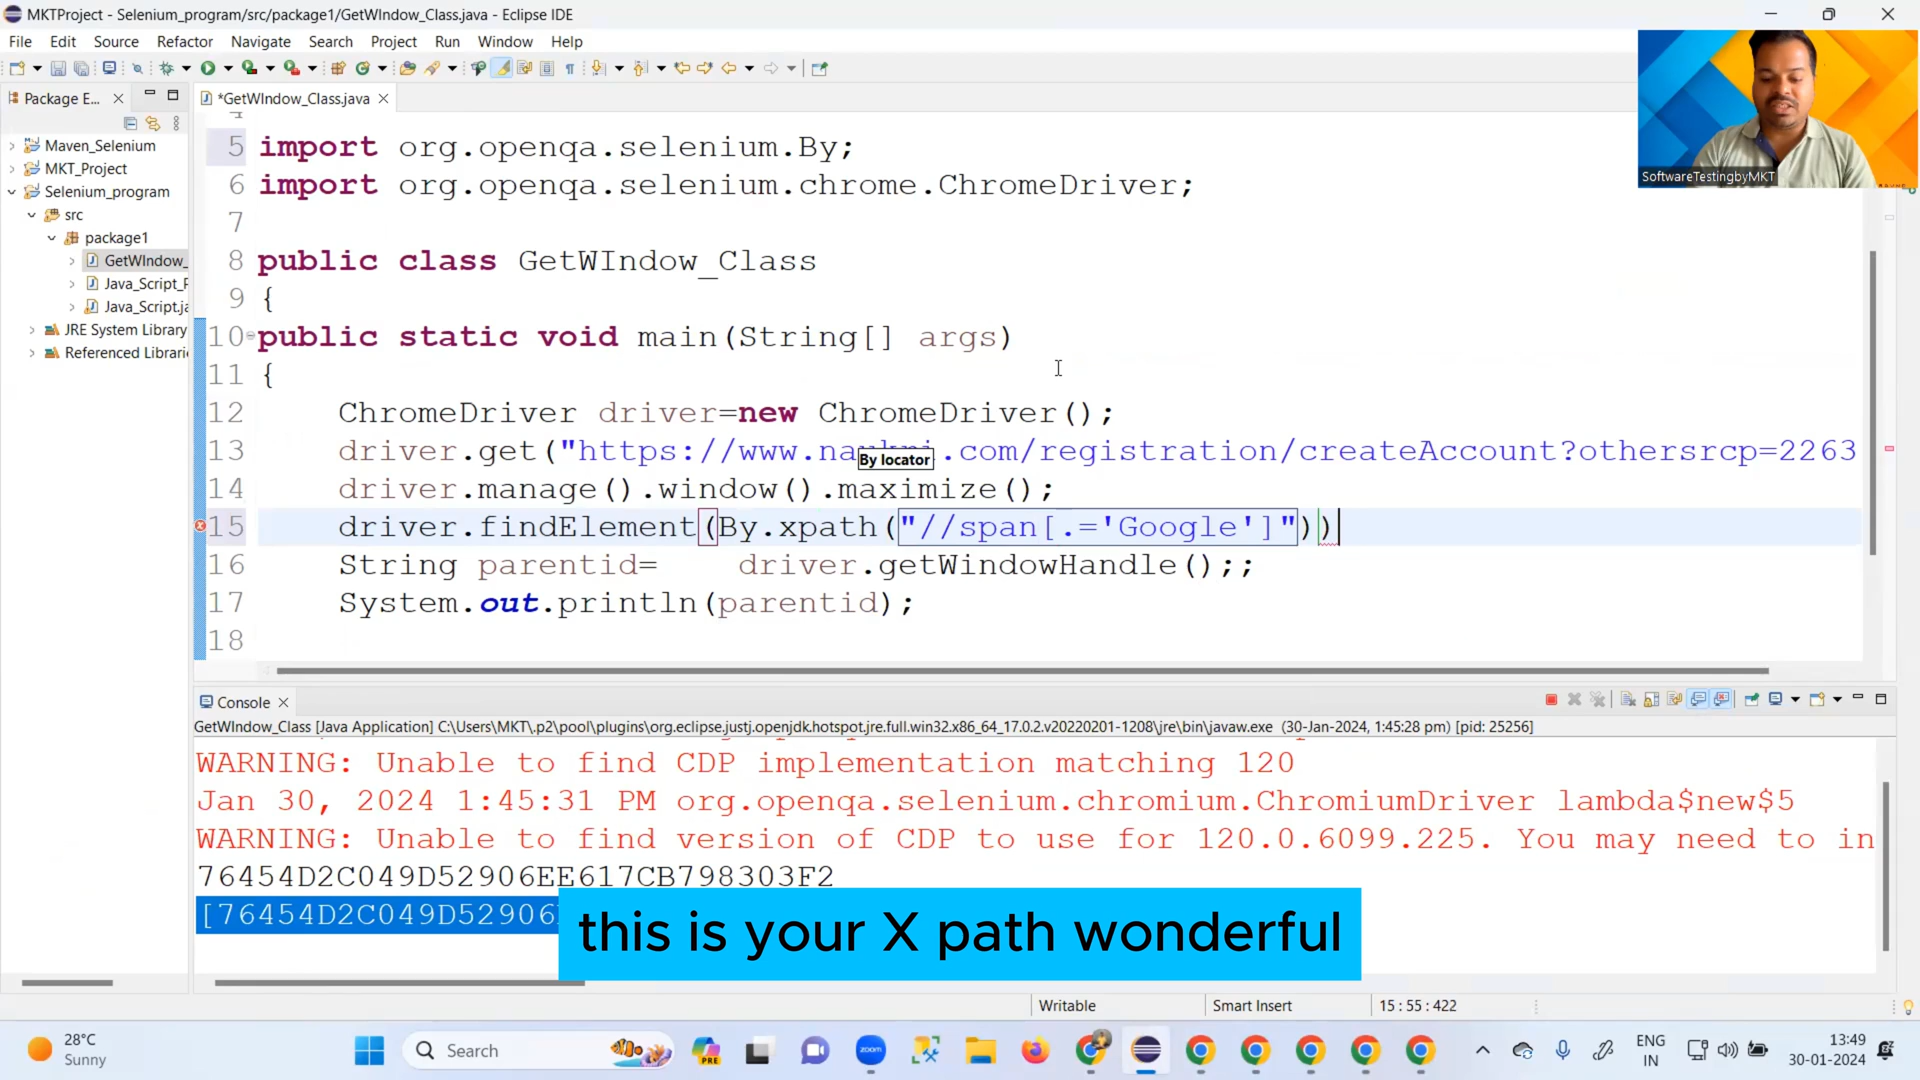 MKTProject - Selenium_program/src/package1/GetWIndow_Class.java - Eclipse IDE
File Edit Source Refactor Navigate Search Project Run Window Help
SoftwareTestingbyMKT
Package E...
*GetWIndow_Class.java
Maven_Selenium
MKT_Project
Selenium_program
src
package1
GetWIndow_
Java_Script_F
Java_Script.ja
JRE System Library
Referenced Librari
4
5 import org.openqa.selenium.By;
6 import org.openqa.selenium.chrome.ChromeDriver;
7
8 public class GetWIndow_Class
9 {
10 public static void main(String[] args)
11 {
12 ChromeDriver driver=new ChromeDriver();
13 driver.get("https://www.naukri.com/registration/createAccount?othersrcp=2263
By locator
14 driver.manage().window().maximize();
15 driver.findElement(By.xpath("//span[.='Google']"))
16 String parentid= driver.getWindowHandle();;
17 System.out.println(parentid);
18
Console
GetWIndow_Class [Java Application] C:\Users\MKT\.p2\pool\plugins\org.eclipse.justj.openjdk.hotspot.jre.full.win32.x86_64_17.0.2.v20220201-1208\jre\bin\javaw.exe (30-Jan-2024, 1:45:28 pm) [pid: 25256]
WARNING: Unable to find CDP implementation matching 120
Jan 30, 2024 1:45:31 PM org.openqa.selenium.chromium.ChromiumDriver lambda$new$5
WARNING: Unable to find version of CDP to use for 120.0.6099.225. You may need to in
76454D2C049D52906EE617CB798303F2
[76454D2C049D52906
this is your X path wonderful
Writable Smart Insert 15 : 55 : 422
28°C
Sunny
Search
PRE
zoom
ENG
IN
13:49
30-01-2024